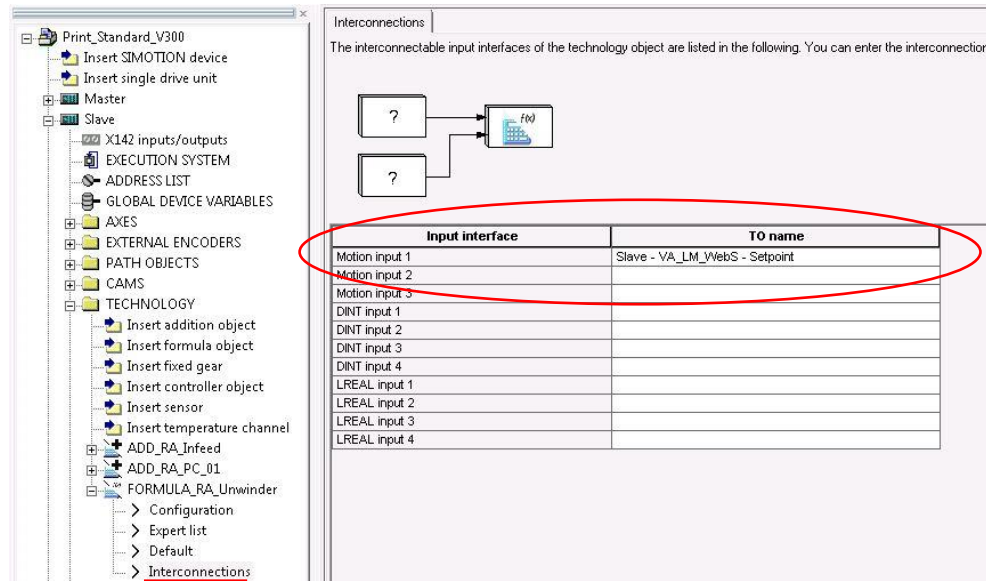 Print_Standard_V300
Insert SIMOTION device
Insert single drive unit
Master
Slave
X142 inputs/outputs
EXECUTION SYSTEM
ADDRESS LIST
GLOBAL DEVICE VARIABLES
AXES
EXTERNAL ENCODERS
PATH OBJECTS
CAMS
TECHNOLOGY
Insert addition object
Insert formula object
Insert fixed gear
Insert controller object
Insert sensor
Insert temperature channel
ADD_RA_Infeed
ADD_RA_PC_01
FORMULA_RA_Unwinder
Configuration
Expert list
Default
Interconnections
Interconnections
The interconnectable input interfaces of the technology object are listed in the following. You can enter the interconnection
?
f(x)
?
Input interface TO name
Motion input 1 Slave - VA_LM_WebS - Setpoint
Motion input 2
Motion input 3
DINT input 1
DINT input 2
DINT input 3
DINT input 4
LREAL input 1
LREAL input 2
LREAL input 3
LREAL input 4